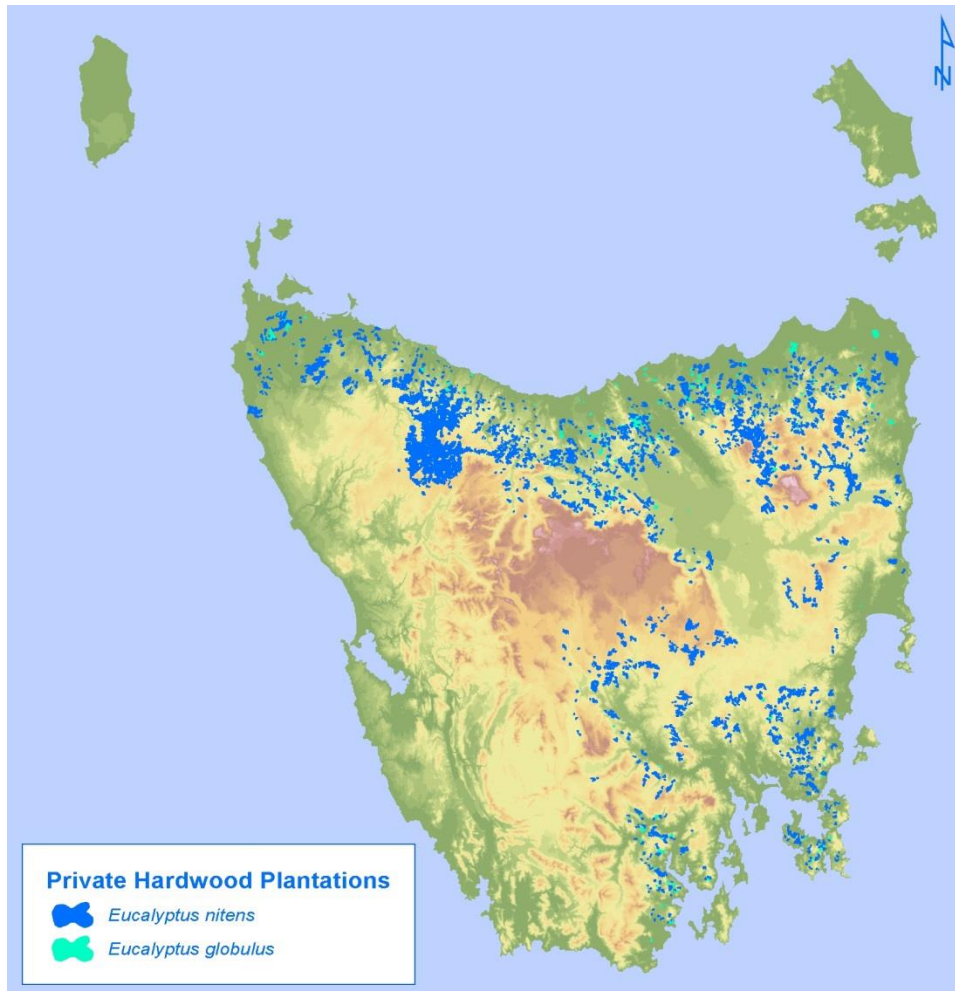 N
Private Hardwood Plantations
Eucalyptus nitens
Eucalyptus globulus